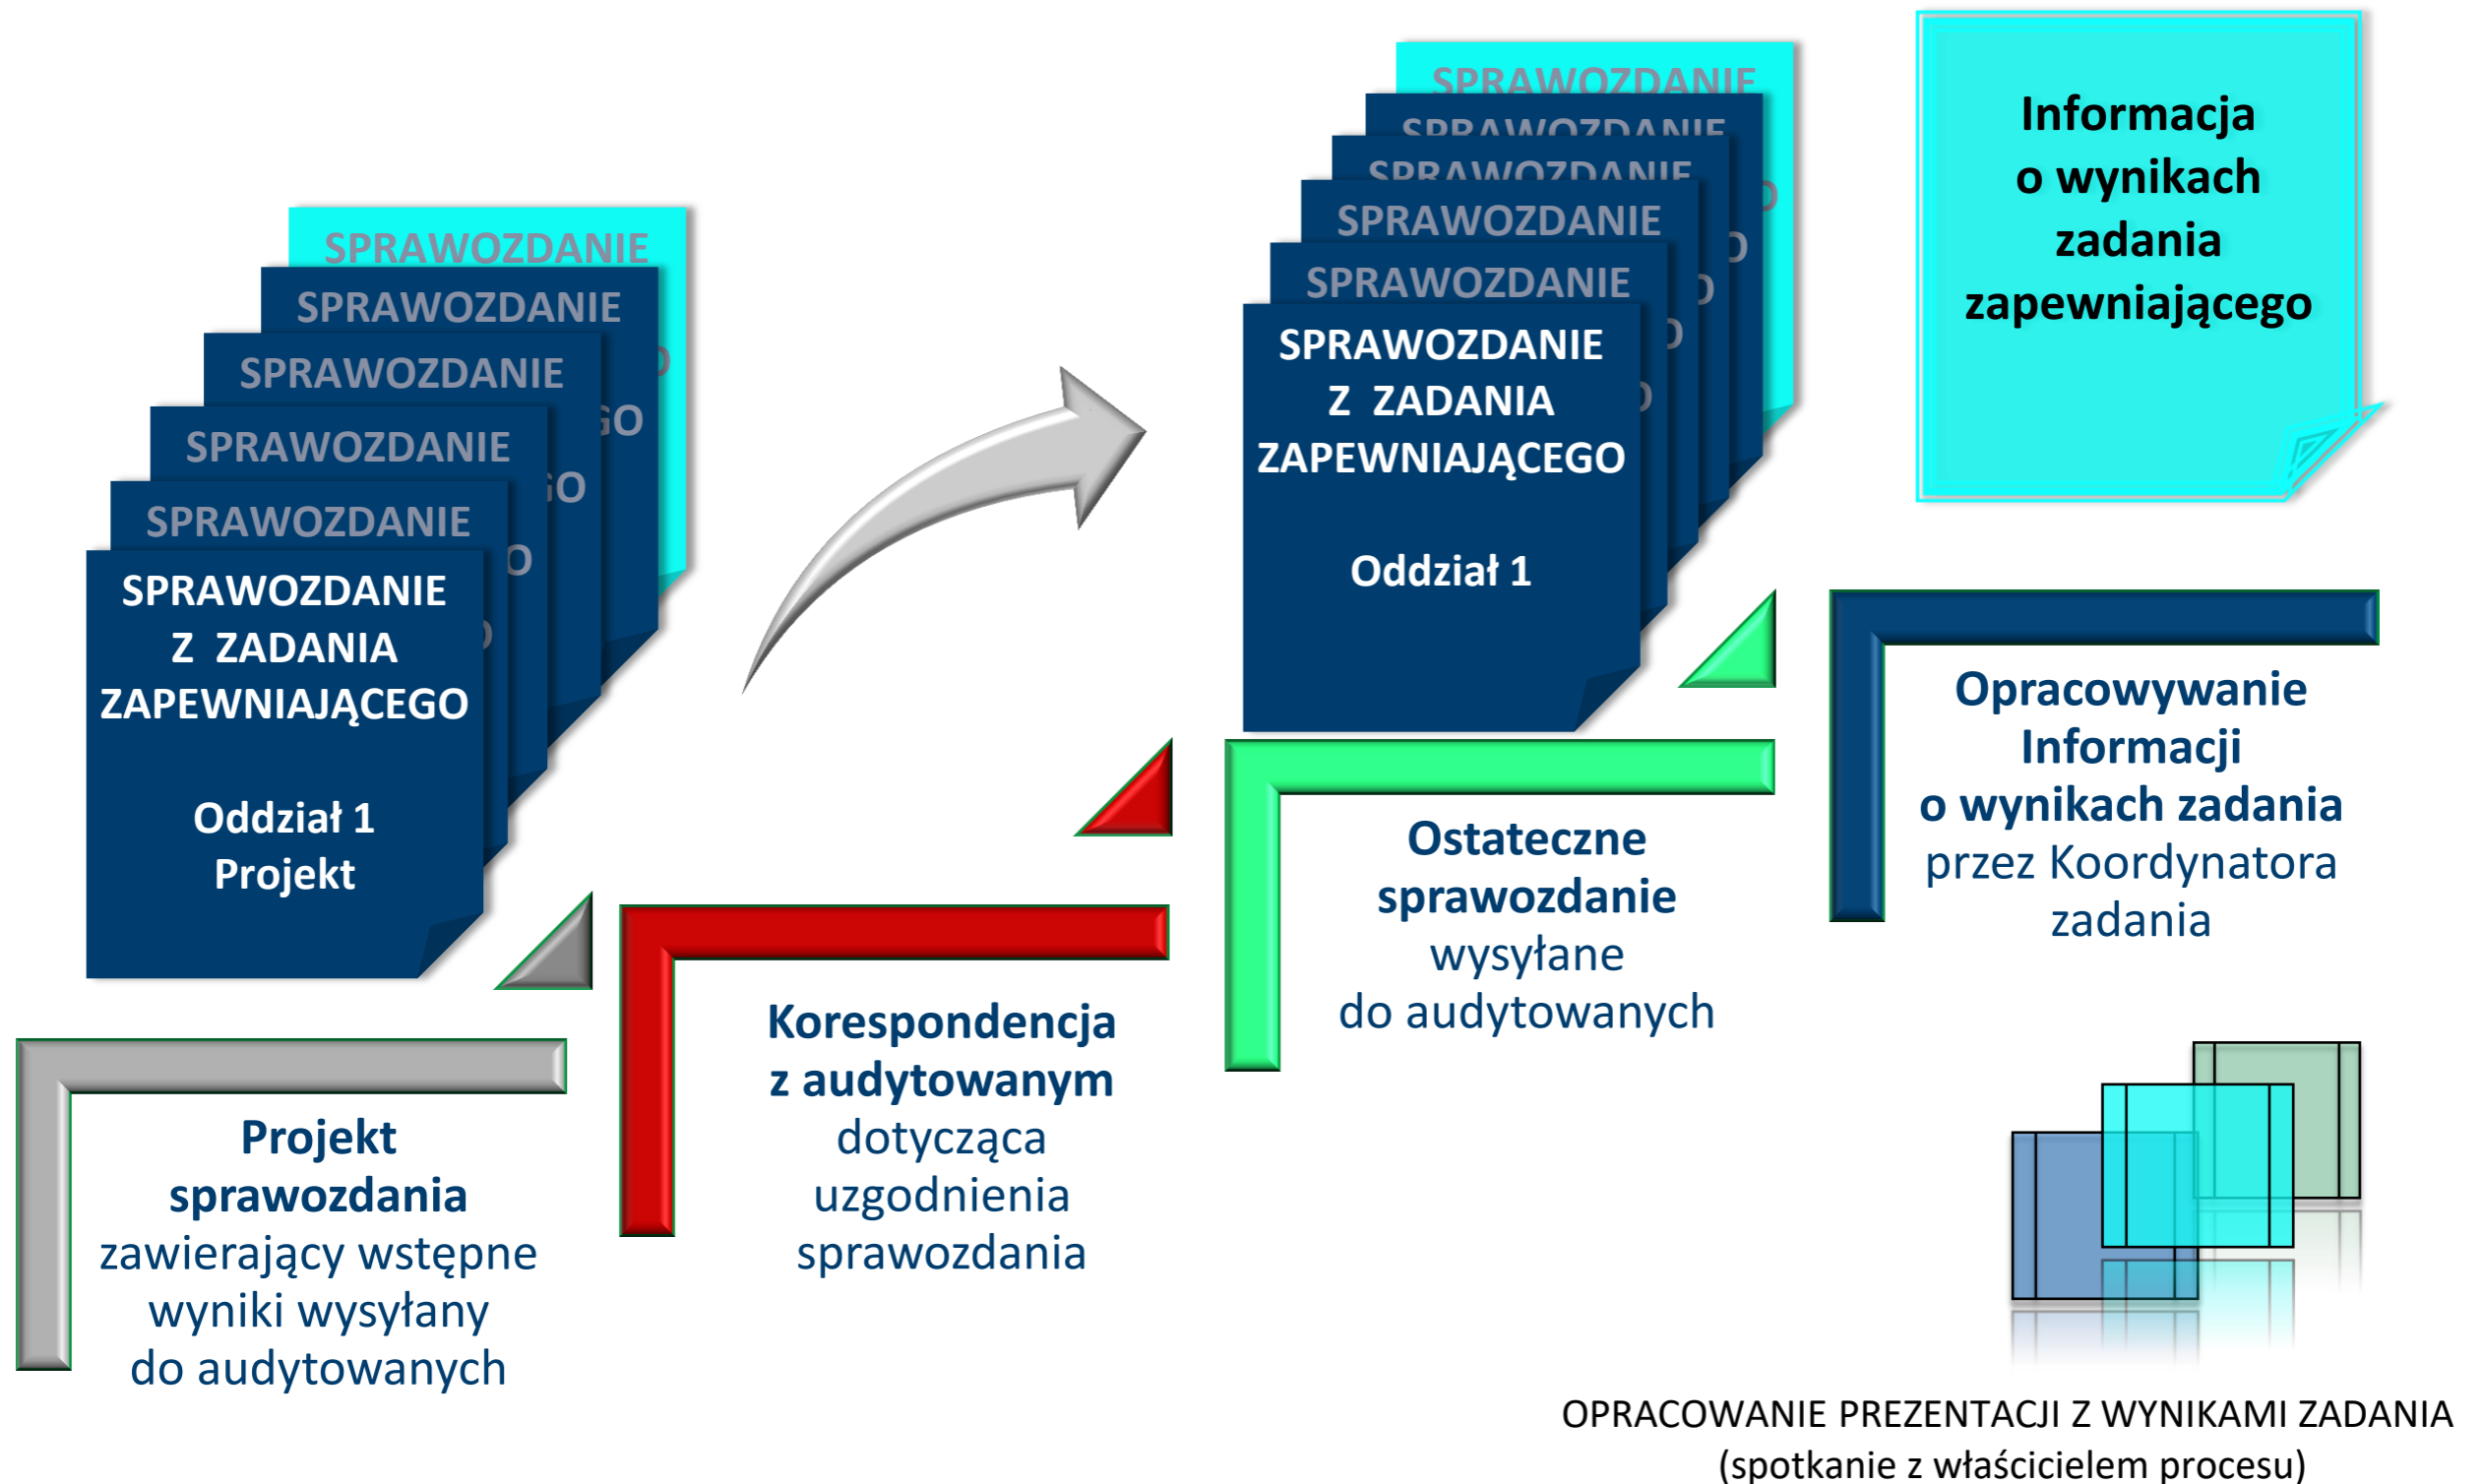 SPRAWOZDANIE
SPRAWOZDANIE
SPRAWOZDANIE
SPRAWOZDANIE
SPRAWOZDANIE
SPRAWOZDANIE
Z ZADANIA
ZAPEWNIAJĄCEGO
Oddział 1
Projekt
SPRAWOZDANIE
SPRAWOZDANIE
SPRAWOZDANIE
SPRAWOZDANIE
SPRAWOZDANIE
SPRAWOZDANIE
Z ZADANIA
ZAPEWNIAJĄCEGO
Oddział 1
Informacja
o wynikach
zadania
zapewniającego
Projekt
sprawozdania
zawierający wstępne
wyniki wysyłany
do audytowanych
Korespondencja
z audytowanym
dotycząca
uzgodnienia
sprawozdania
Ostateczne
sprawozdanie
wysyłane
do audytowanych
Opracowywanie
Informacji
o wynikach zadania
przez Koordynatora
zadania
OPRACOWANIE PREZENTACJI Z WYNIKAMI ZADANIA
(spotkanie z właścicielem procesu)